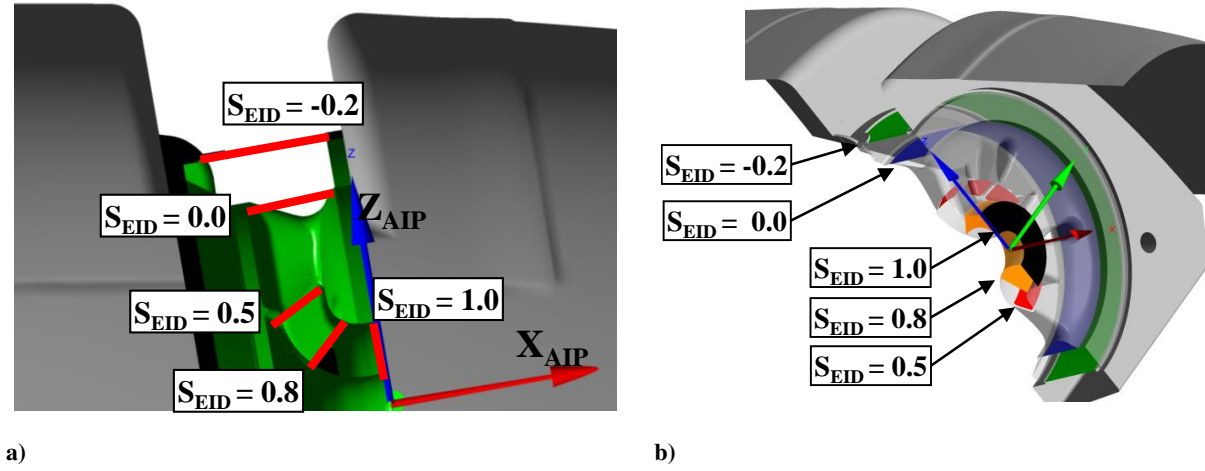 S_EID = -0.2
Z_AIP
S_EID = 0.0
S_EID = 0.5
S_EID = 1.0
X_AIP
S_EID = 0.8
z
a)
S_EID = -0.2
S_EID = 0.0
S_EID = 1.0
S_EID = 0.8
S_EID = 0.5
z
x
b)